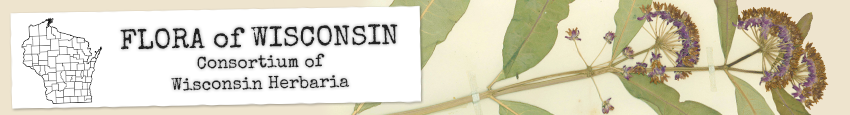 FLORA of WISCONSIN
Consortium of
Wisconsin Herbaria